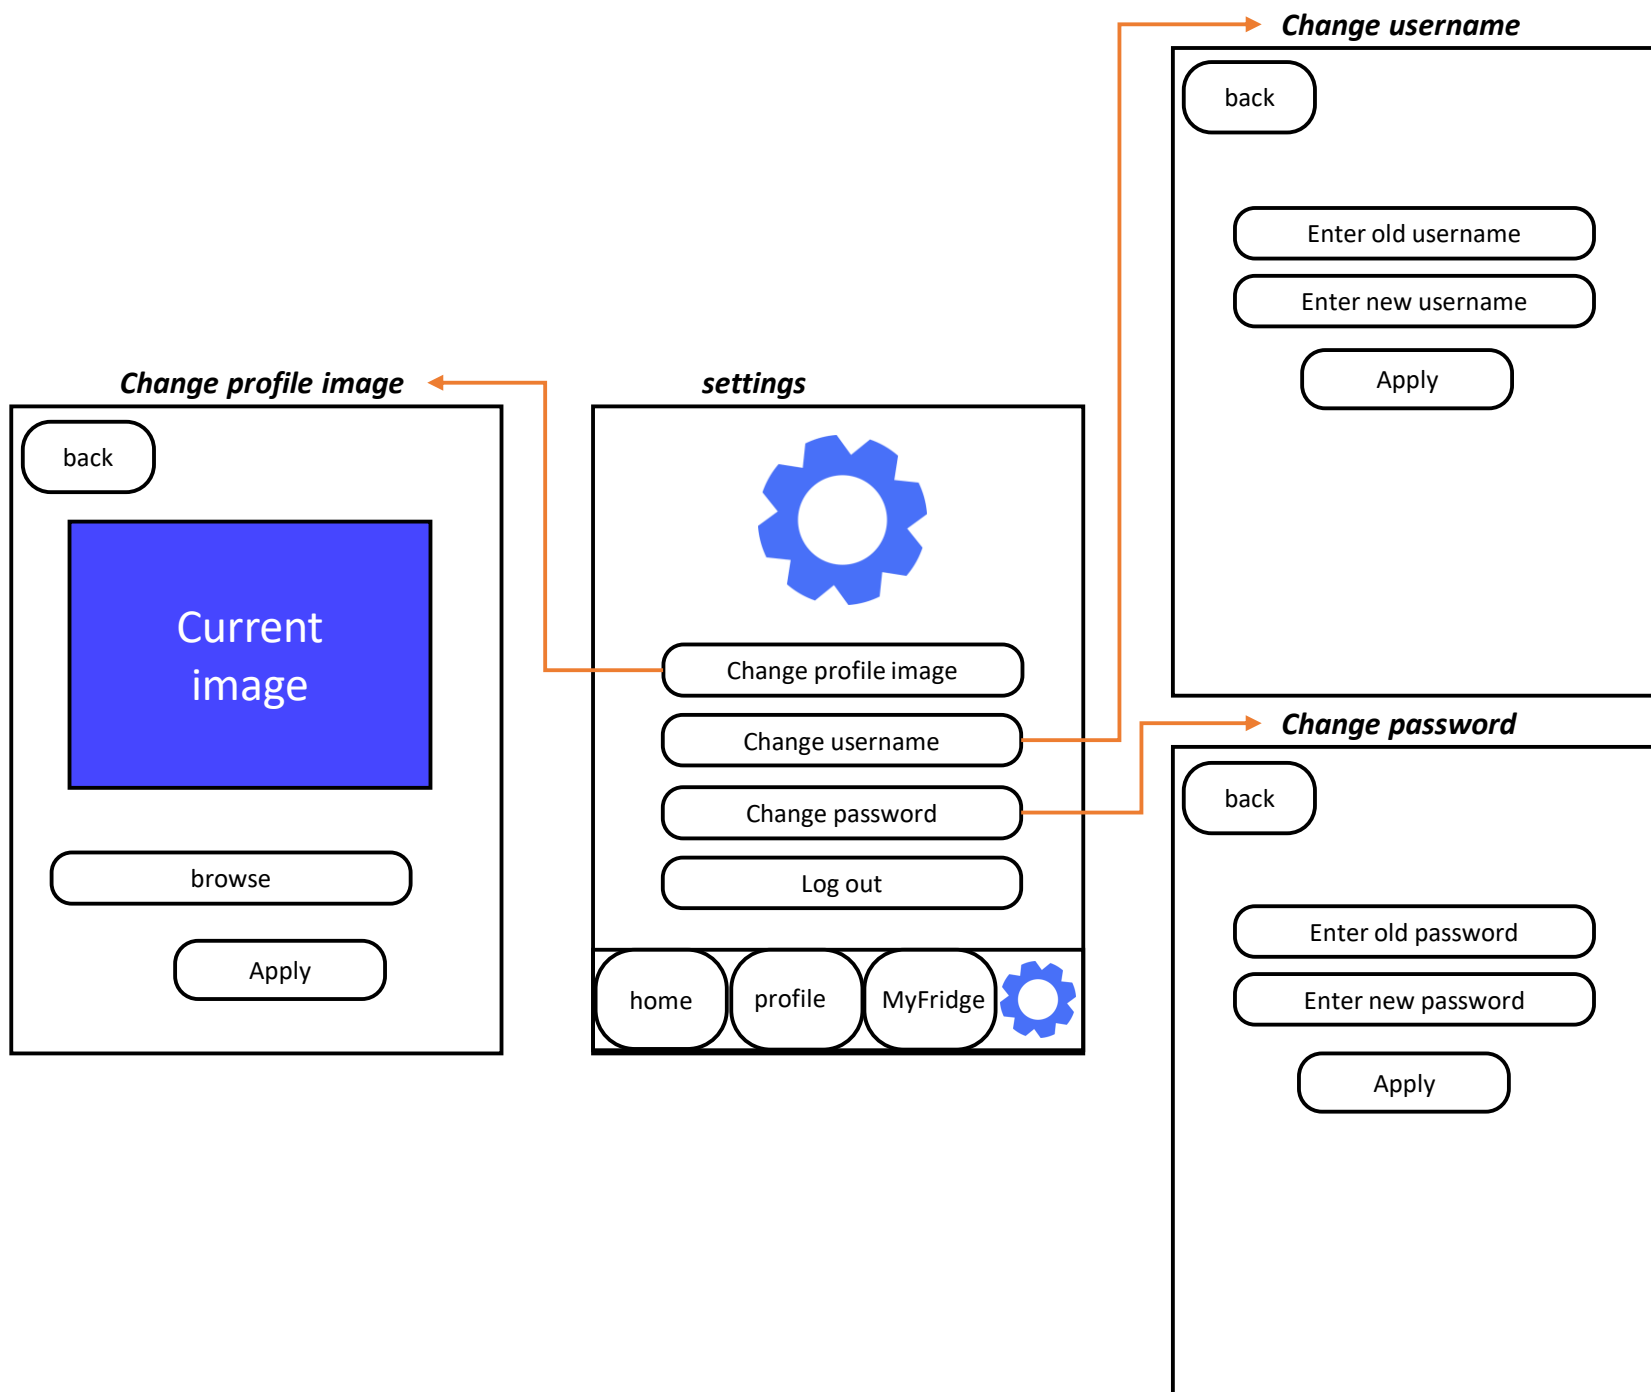 Change username
back
Enter old username
Enter new username
Apply
Change profile image
back
Current
image
browse
Apply
settings
Change profile image
Change username
Change password
Log out
home
profile
MyFridge
Change password
back
Enter old password
Enter new password
Apply